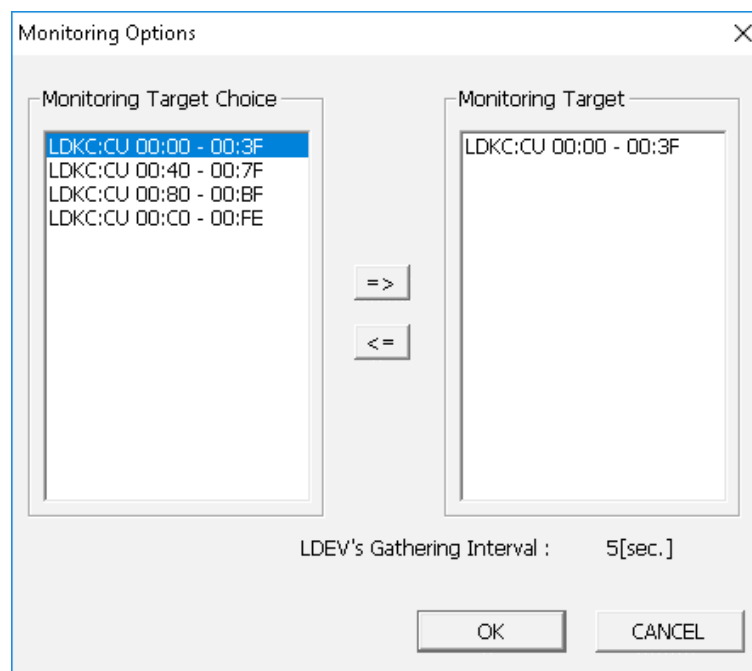 Monitoring Options
Monitoring Target Choice
LDKC:CU 00:00 - 00:3F
LDKC:CU 00:40 - 00:7F
LDKC:CU 00:80 - 00:BF
LDKC:CU 00:C0 - 00:FE
=>
<=
Monitoring Target
LDKC:CU 00:00 - 00:3F
LDEV's Gathering Interval : 5[sec.]
OK CANCEL